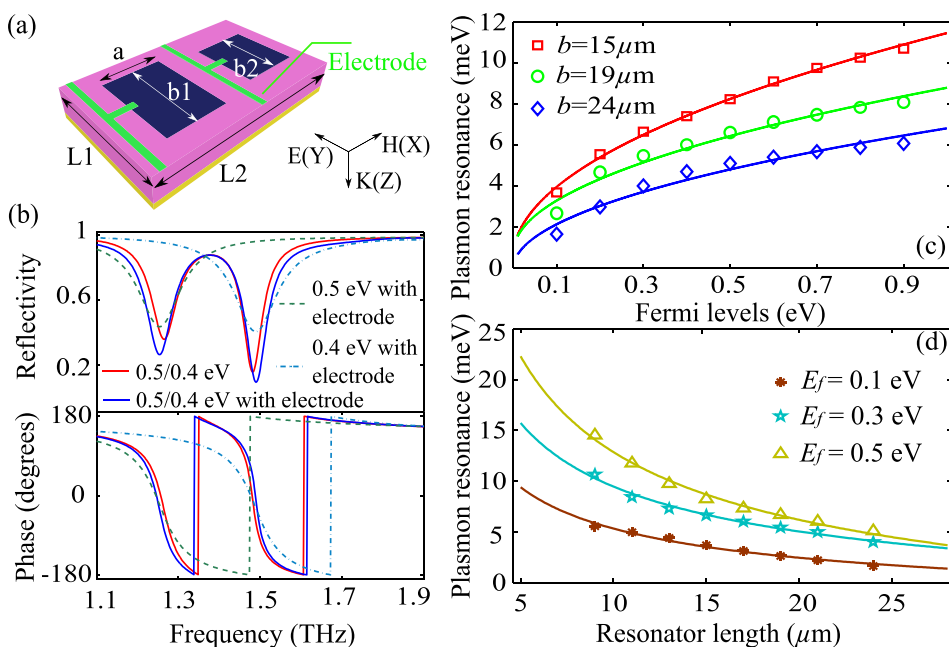 (a)
a
b1
b2
Electrode
L1
L2
E(Y)
H(X)
K(Z)
(b)
Reflectivity
1
0.6
0.2
0.5 eV with
electrode
0.4 eV with
electrode
0.5/0.4 eV
0.5/0.4 eV with electrode
Phase (degrees)
180
0
-180
1.1 1.3 1.5 1.7 1.9
Frequency (THz)
Plasmon resonance (meV)
12
10
8
6
4
2
0
b=15μm
b=19μm
b=24μm
(c)
0.1 0.3 0.5 0.7 0.9
Fermi levels (eV)
Plasmon resonance (meV)
25
20
15
10
5
0
(d)
Ef= 0.1 eV
Ef= 0.3 eV
Ef= 0.5 eV
5 10 15 20 25
Resonator length (μm)